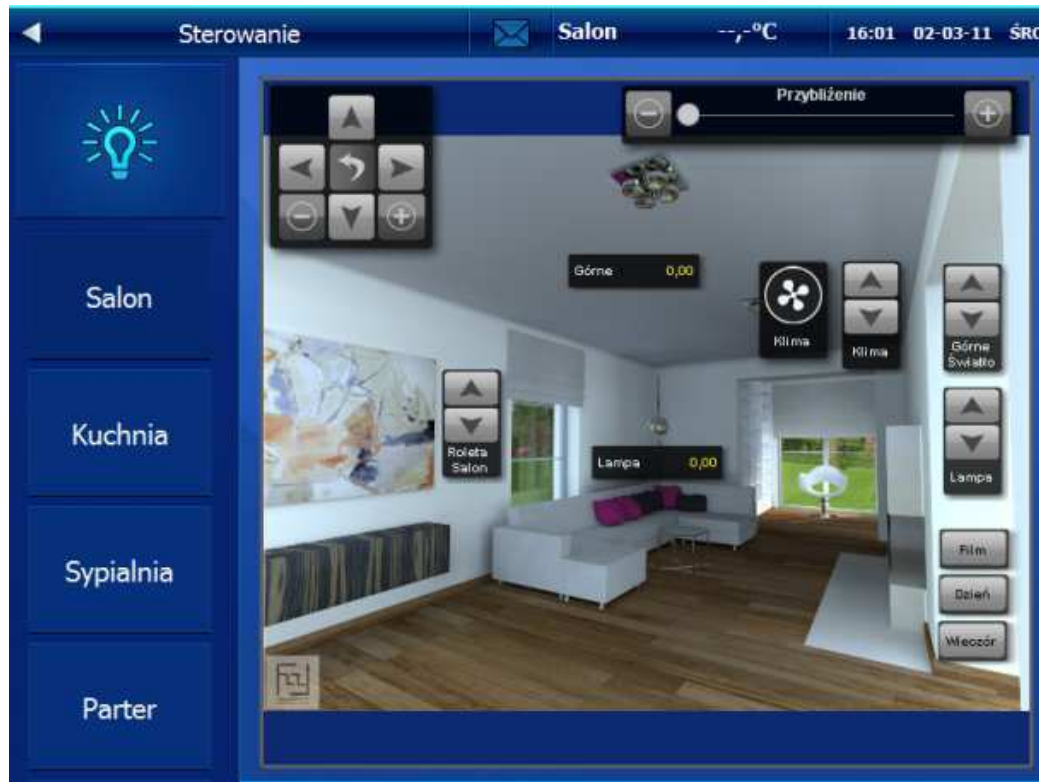 Sterowanie
Salon
--,-°C
16:01 02-03-11 ŚRO
Przybliżenie
Salon
Górne 0,00
Klima
Klima
Górne
Światło
Kuchnia
Roleta
Salon
Lampa 0,00
Lampa
Film
Sypialnia
Dzień
Wieczór
Parter